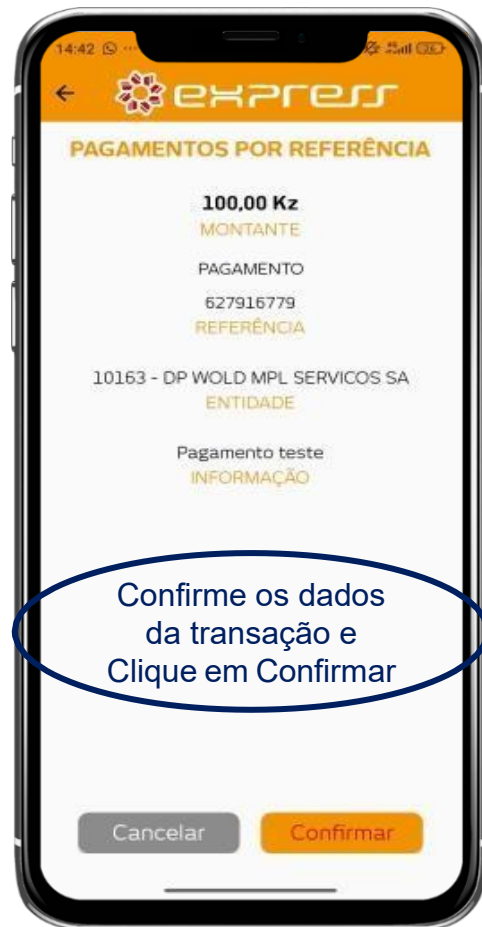 14:42
express
PAGAMENTOS POR REFERÊNCIA
100,00 Kz
MONTANTE
PAGAMENTO
627916779
REFERÊNCIA
10163 - DP WOLD MPL SERVICOS SA
ENTIDADE
Pagamento teste
INFORMAÇÃO
Confirme os dados
da transação e
Clique em Confirmar
Cancelar
Confirmar